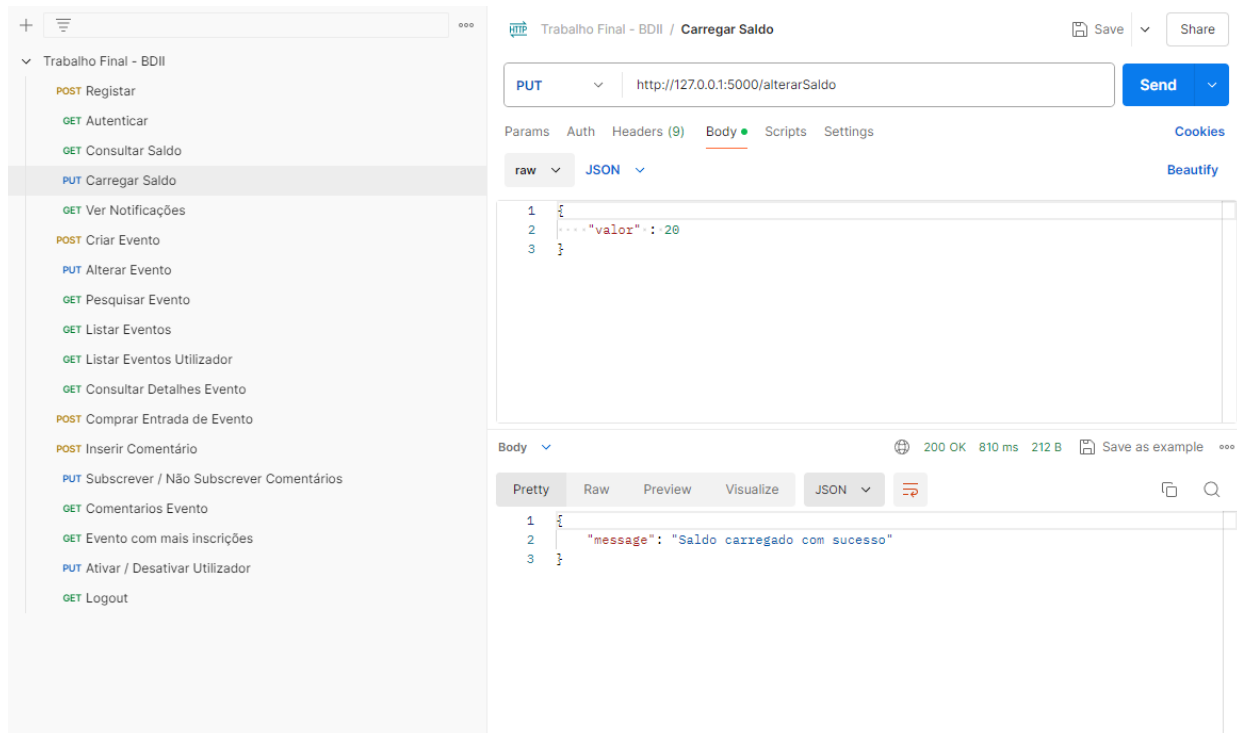 Trabalho Final - BDII
POST Registar
GET Autenticar
GET Consultar Saldo
PUT Carregar Saldo
GET Ver Notificações
POST Criar Evento
PUT Alterar Evento
GET Pesquisar Evento
GET Listar Eventos
GET Listar Eventos Utilizador
GET Consultar Detalhes Evento
POST Comprar Entrada de Evento
POST Inserir Comentário
PUT Subscrever / Não Subscrever Comentários
GET Comentarios Evento
GET Evento com mais inscrições
PUT Ativar / Desativar Utilizador
GET Logout
HTTP Trabalho Final - BDII / Carregar Saldo Save Share
PUT http://127.0.0.1:5000/alterarSaldo Send
Params Auth Headers (9) Body Scripts Settings Cookies
raw JSON Beautify
1 {
2 "valor" : 20
3 }
Body 200 OK 810 ms 212 B Save as example
Pretty Raw Preview Visualize JSON
1 {
2 "message": "Saldo carregado com sucesso"
3 }